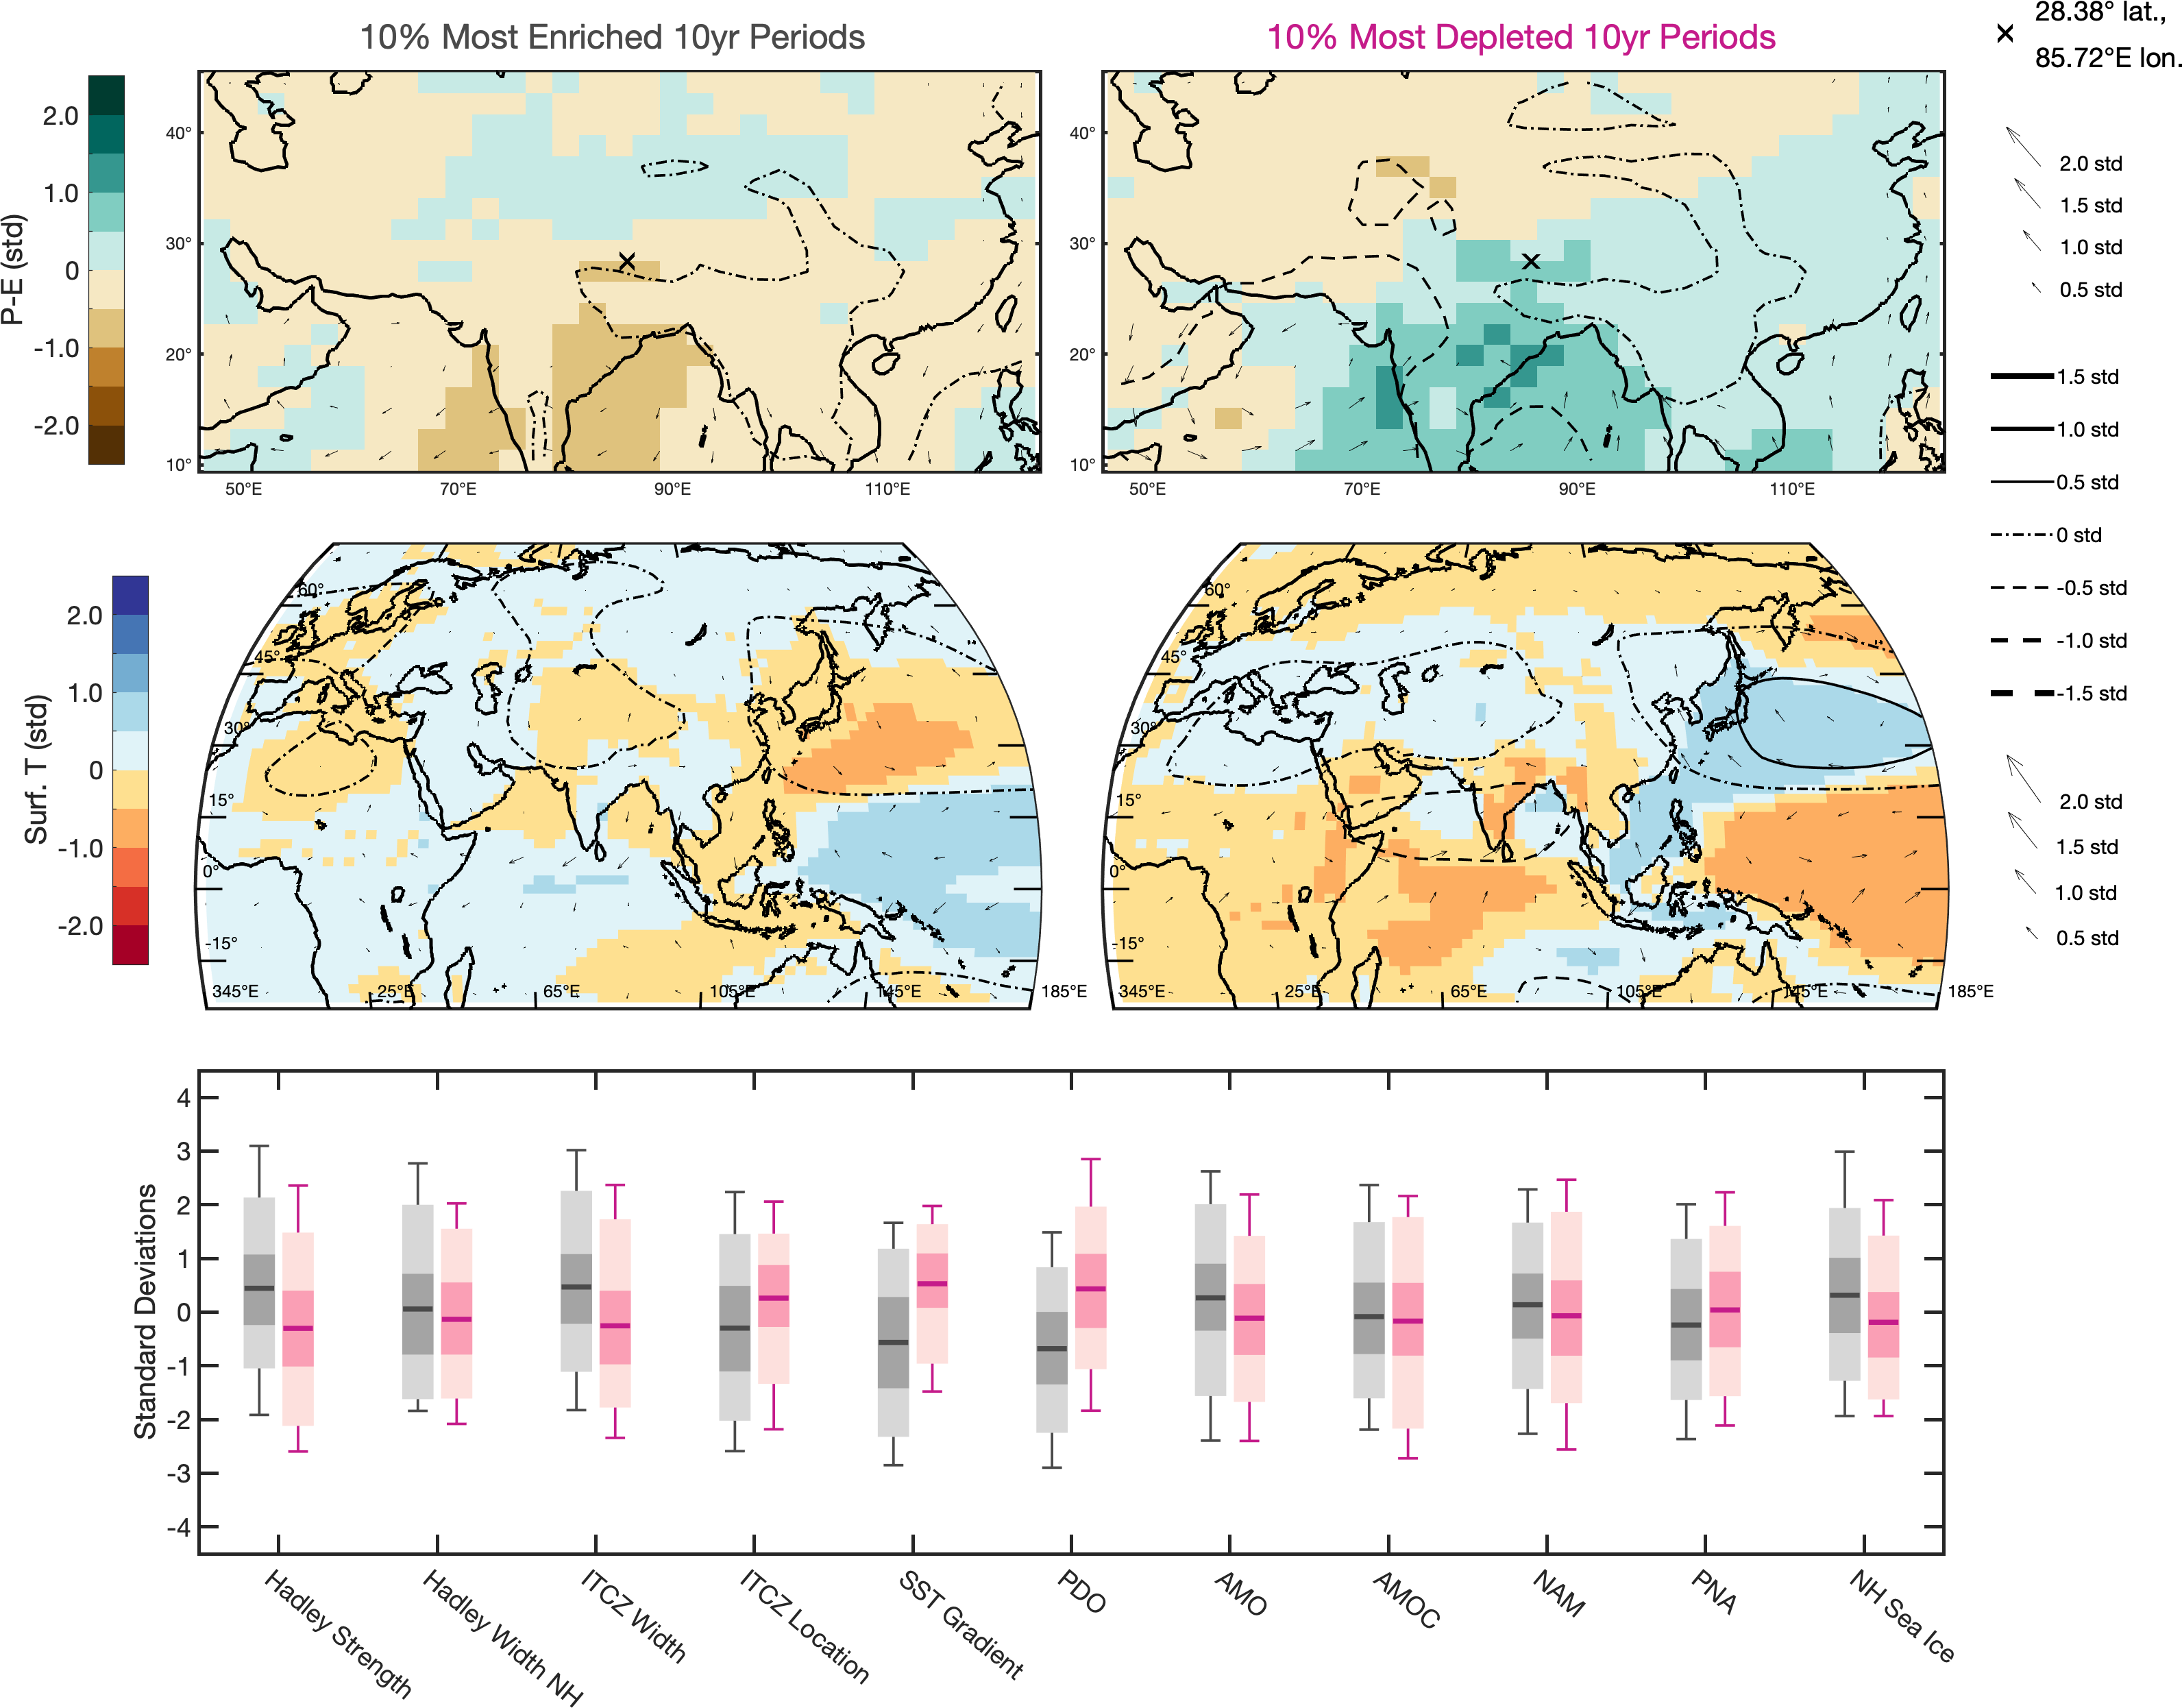 10% Most Enriched 10yr Periods
10% Most Depleted 10yr Periods
28.38° lat.,
85.72°E lon.
P-E (std)
2.0
1.0
0
-1.0
-2.0
40°
30°
20°
10°
50°E 70°E 90°E 110°E
40°
30°
20°
10°
50°E 70°E 90°E 110°E
2.0 std
1.5 std
1.0 std
0.5 std
1.5 std
1.0 std
0.5 std
0 std
-0.5 std
-1.0 std
-1.5 std
Surf. T (std)
2.0
1.0
0
-1.0
-2.0
60°
45°
30°
15°
0°
-15°
345°E 25°E 65°E 105°E 145°E 185°E
60°
45°
30°
15°
0°
-15°
345°E 25°E 65°E 105°E 145°E 185°E
2.0 std
1.5 std
1.0 std
0.5 std
Standard Deviations
4
3
2
1
0
-1
-2
-3
-4
Hadley Strength
Hadley Width NH
ITCZ Width
ITCZ Location
SST Gradient
PDO
AMO
AMOC
NAM
PNA
NH Sea Ice